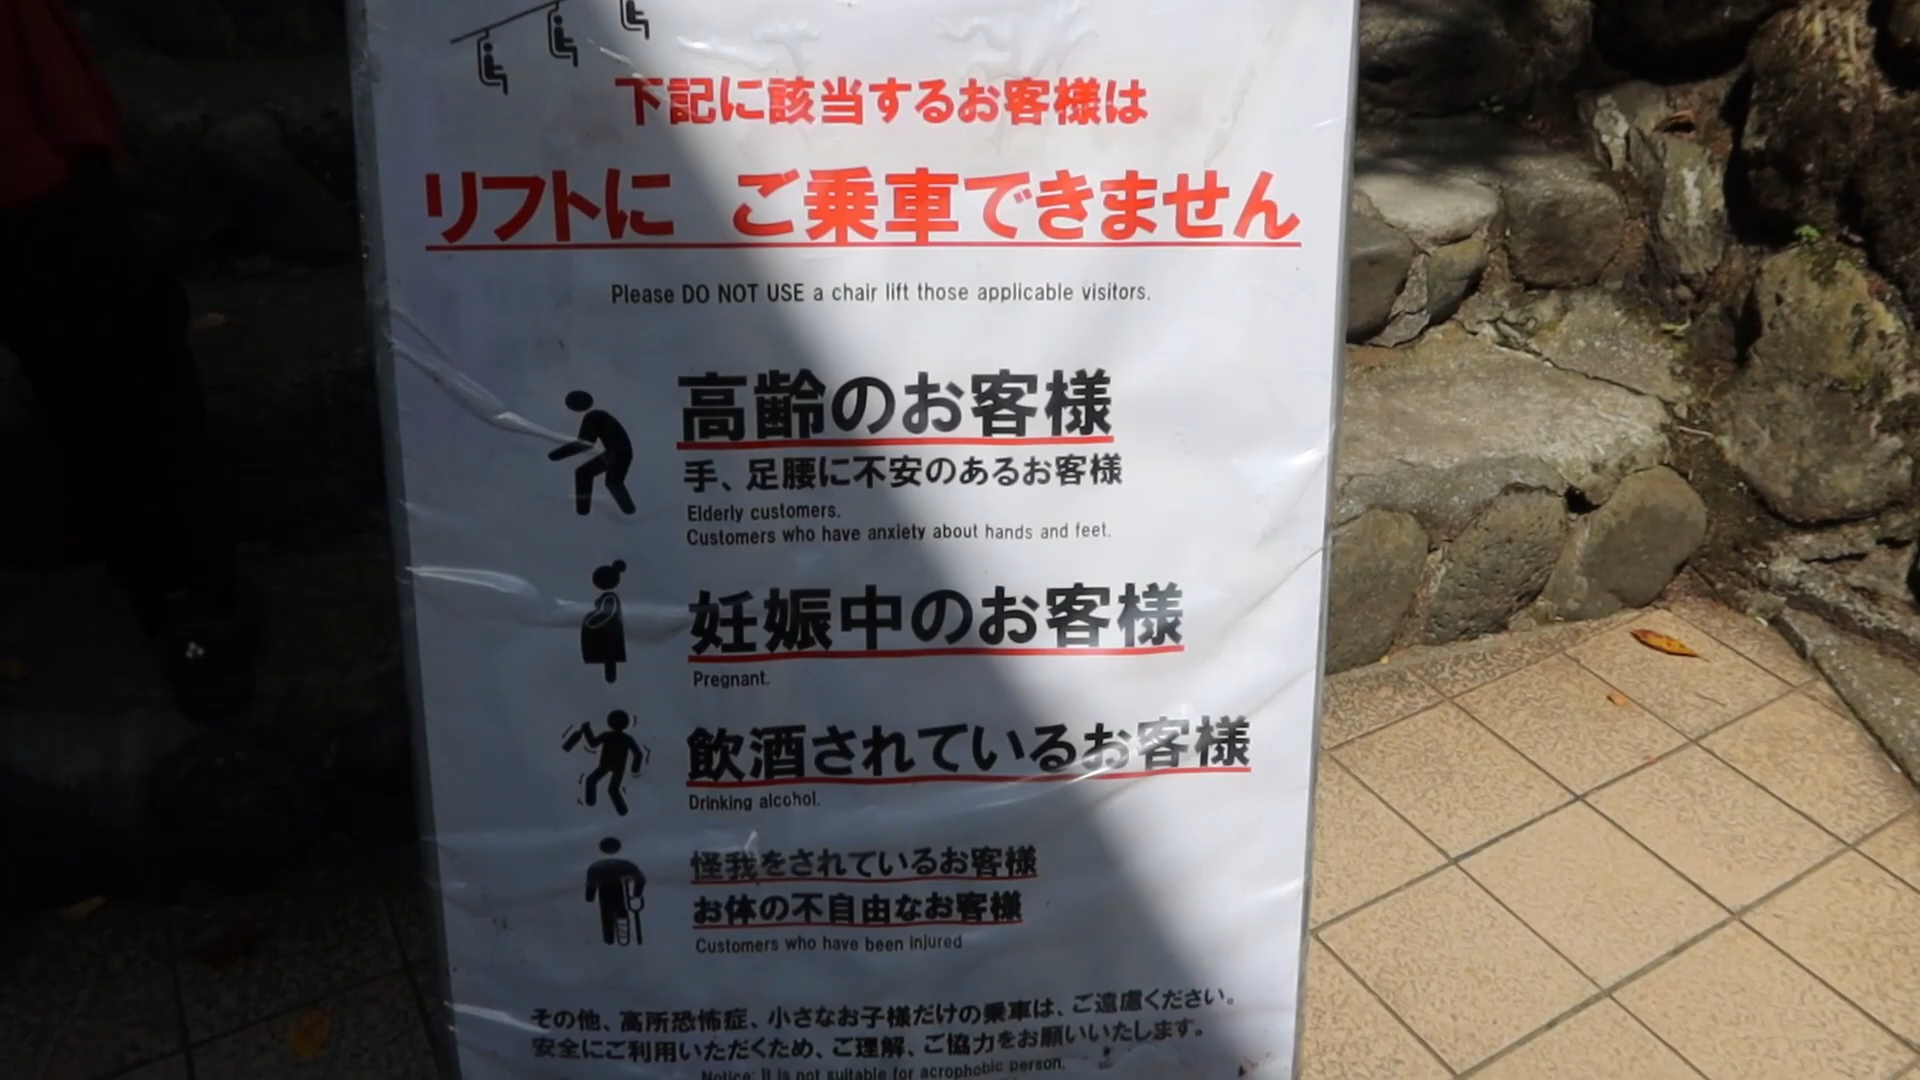 下記に該当するお客様は
リフトに ご乗車できません
Please DO NOT USE a chair lift those applicable visitors.
高齢のお客様
手、足腰に不安のあるお客様
Elderly customers.
Customers who have anxiety about hands and feet.
妊娠中のお客様
Pregnant.
飲酒されているお客様
Drinking alcohol.
怪我をされているお客様
お体の不自由なお客様
Customers who have been injured
その他、高所恐怖症、小さなお子様だけの乗車は、ご遠慮ください。
安全にご利用いただくため、ご理解、ご協力をお願いいたします。
Notice: It is not suitable for acrophobic person.